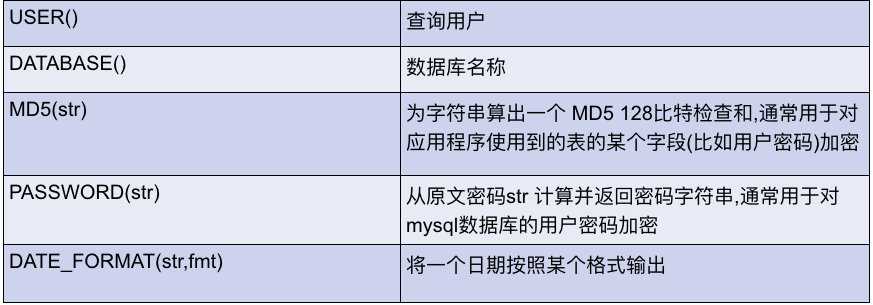 USER()
查询用户
DATABASE()
数据库名称
MD5(str)
为字符串算出一个 MD5 128比特检查和,通常用于对
应用程序使用到的表的某个字段(比如用户密码)加密
PASSWORD(str)
从原文密码str 计算并返回密码字符串,通常用于对
mysql数据库的用户密码加密
DATE_FORMAT(str,fmt)
将一个日期按照某个格式输出